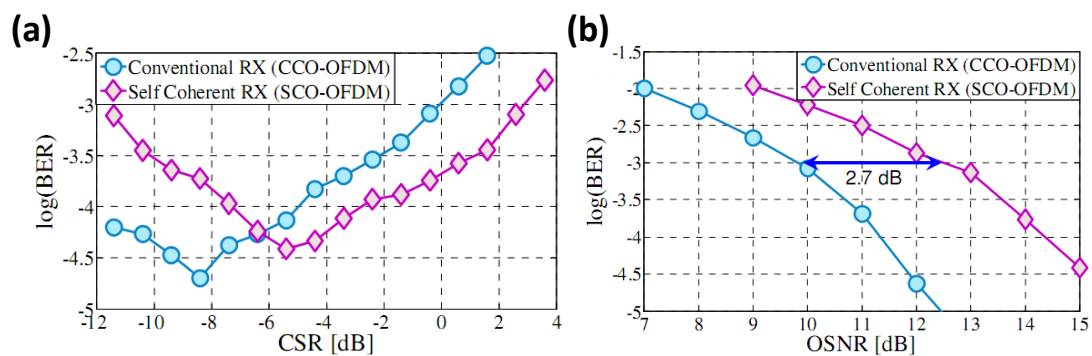 (a)
-2.5
-3
-3.5
-4
-4.5
-5
log(BER)
Conventional RX (CCO-OFDM)
Self Coherent RX (SCO-OFDM)
-12 -10 -8 -6 -4 -2 0 2 4
CSR [dB]
(b)
-1.5
-2
-2.5
-3
-3.5
-4
-4.5
-5
log(BER)
Conventional RX (CCO-OFDM)
Self Coherent RX (SCO-OFDM)
2.7 dB
7 8 9 10 11 12 13 14 15
OSNR [dB]